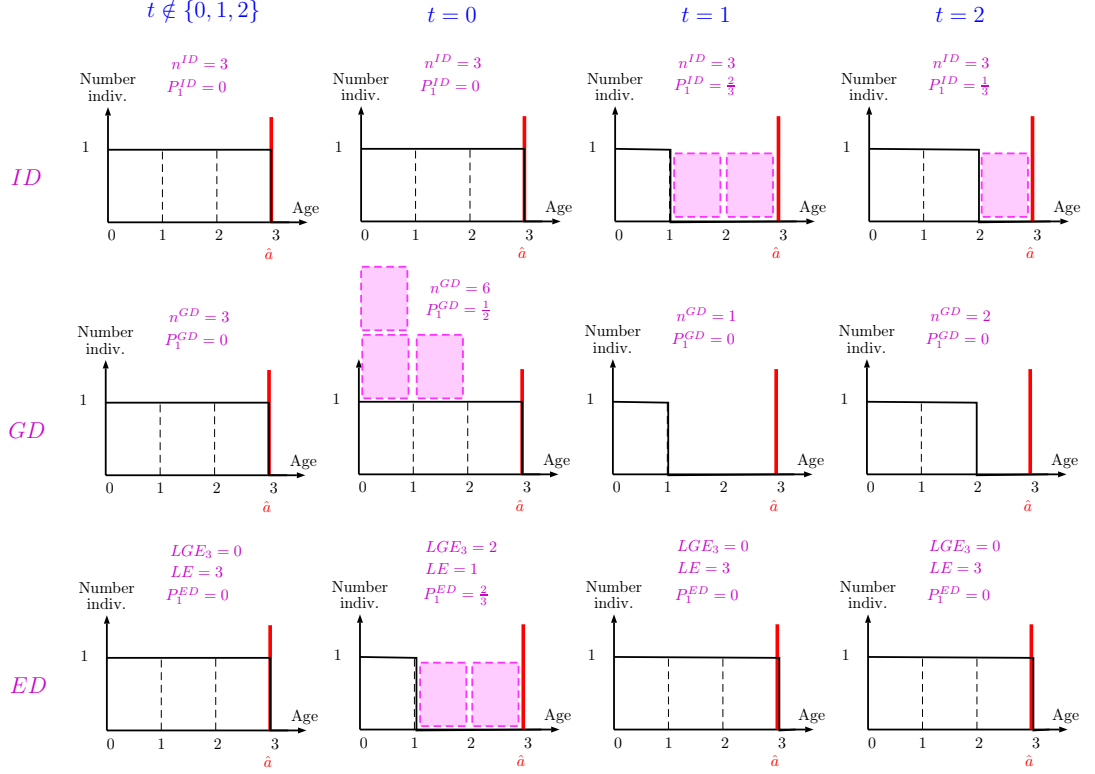 t ∉ {0, 1, 2}
t = 0
t = 1
t = 2
ID
n^{ID} = 3
P_1^{ID} = 0
Number
indiv.
1
Age
0 1 2 3
â
n^{ID} = 3
P_1^{ID} = 0
Number
indiv.
1
Age
0 1 2 3
â
n^{ID} = 3
P_1^{ID} = \frac{2}{3}
Number
indiv.
1
Age
0 1 2 3
â
n^{ID} = 3
P_1^{ID} = \frac{1}{3}
Number
indiv.
1
Age
0 1 2 3
â
GD
n^{GD} = 3
P_1^{GD} = 0
Number
indiv.
1
Age
0 1 2 3
â
n^{GD} = 6
P_1^{GD} = \frac{1}{2}
Number
indiv.
1
Age
0 1 2 3
â
n^{GD} = 1
P_1^{GD} = 0
Number
indiv.
1
Age
0 1 2 3
â
n^{GD} = 2
P_1^{GD} = 0
Number
indiv.
1
Age
0 1 2 3
â
ED
LGE_3 = 0
LE = 3
P_1^{ED} = 0
Number
indiv.
1
Age
0 1 2 3
â
LGE_3 = 2
LE = 1
P_1^{ED} = \frac{2}{3}
Number
indiv.
1
Age
0 1 2 3
â
LGE_3 = 0
LE = 3
P_1^{ED} = 0
Number
indiv.
1
Age
0 1 2 3
â
LGE_3 = 0
LE = 3
P_1^{ED} = 0
Number
indiv.
1
Age
0 1 2 3
â